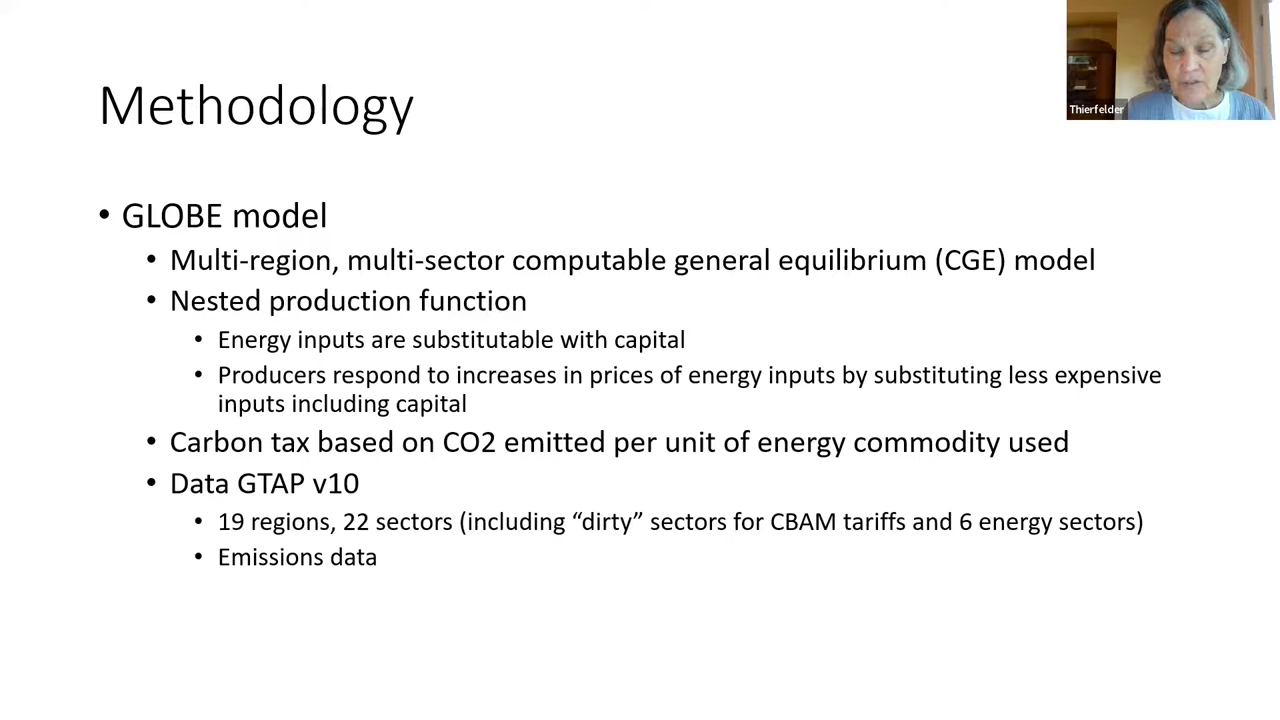 Thierfelder
Methodology
• GLOBE model
• Multi-region, multi-sector computable general equilibrium (CGE) model
• Nested production function
• Energy inputs are substitutable with capital
• Producers respond to increases in prices of energy inputs by substituting less expensive
inputs including capital
• Carbon tax based on CO2 emitted per unit of energy commodity used
• Data GTAP v10
• 19 regions, 22 sectors (including “dirty” sectors for CBAM tariffs and 6 energy sectors)
• Emissions data